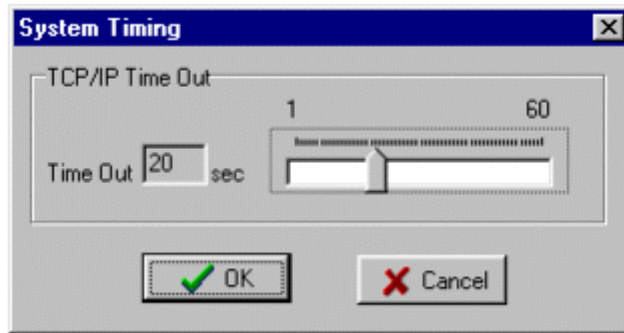 System Timing
TCP/IP Time Out
1 60
Time Out 20 sec
OK Cancel